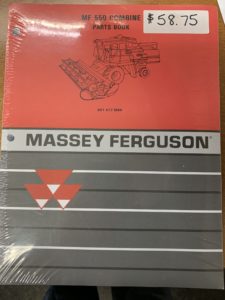 MF 550 COMBINE
PARTS BOOK
$58.75
MASSEY FERGUSON